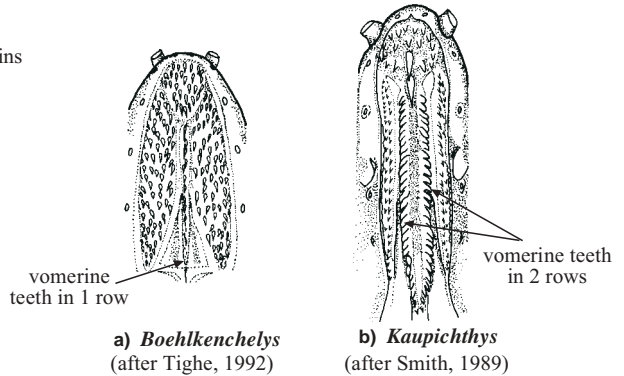 ins
vomerine
teeth in 1 row
vomerine teeth
in 2 rows
a) Boehlkenchelys
(after Tighe, 1992)
b) Kaupichthys
(after Smith, 1989)